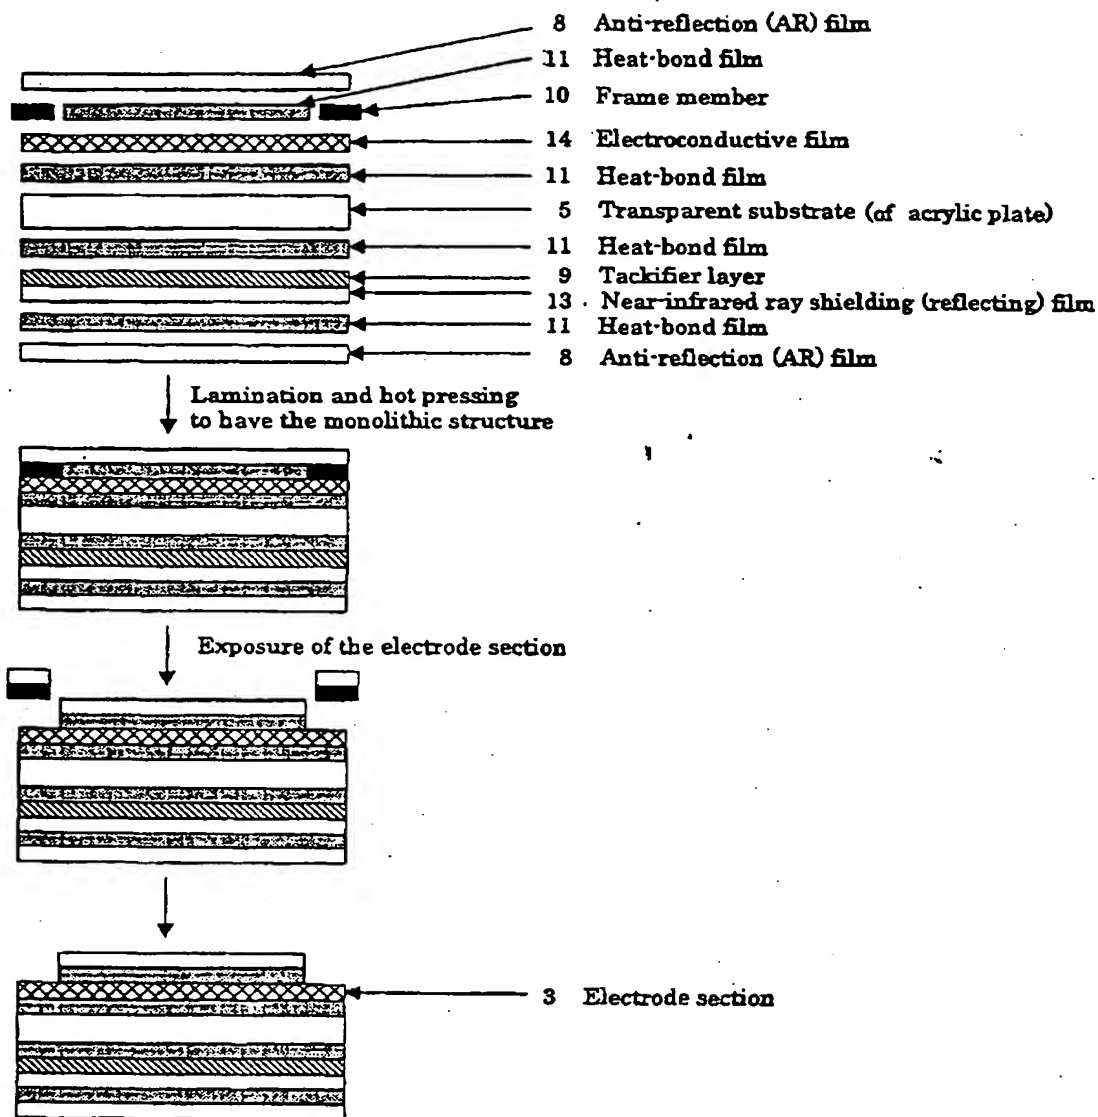 8 Anti-reflection (AR) film
11 Heat-bond film
10 Frame member
14 Electroconductive film
11 Heat-bond film
5 Transparent substrate (of acrylic plate)
11 Heat-bond film
9 Tackifier layer
13 Near-infrared ray shielding (reflecting) film
11 Heat-bond film
8 Anti-reflection (AR) film
Lamination and hot pressing
to have the monolithic structure
Exposure of the electrode section
3 Electrode section